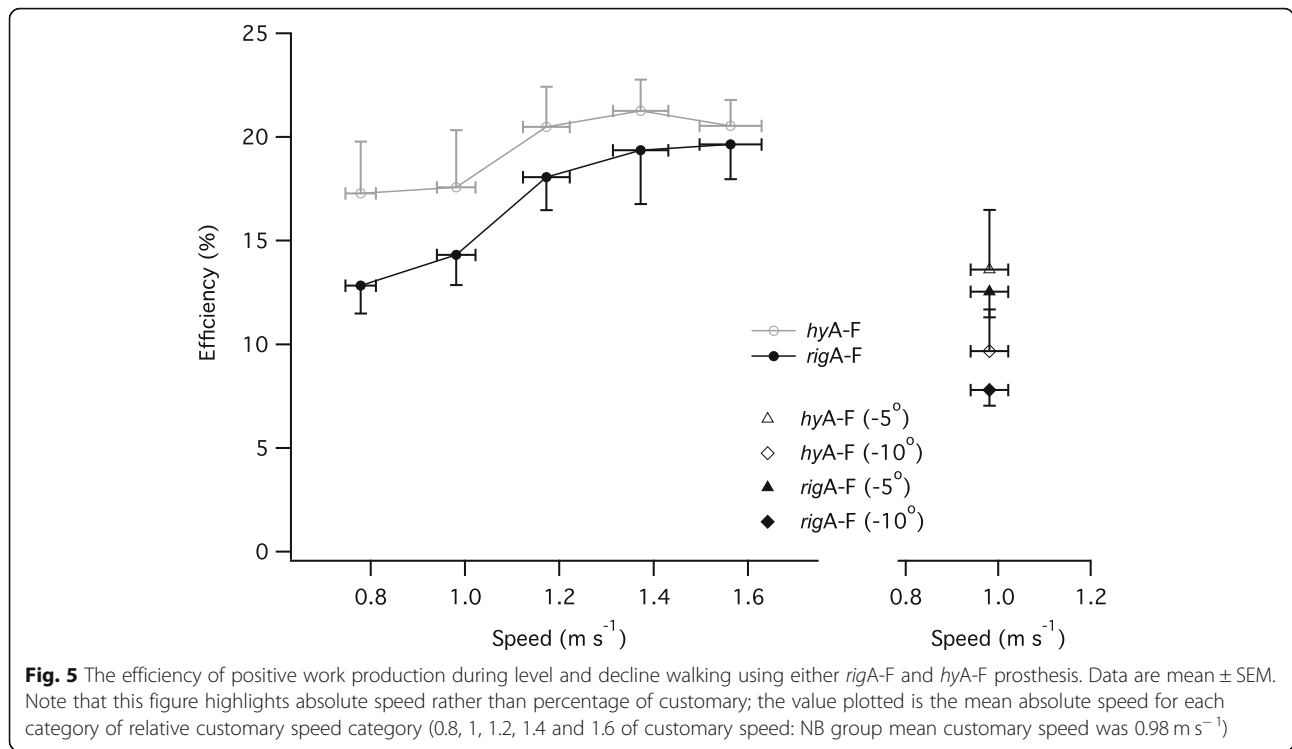 25
20
15
10
5
0
Efficiency (%)
hyA-F
rigA-F
hyA-F (-5°)
hyA-F (-10°)
rigA-F (-5°)
rigA-F (-10°)
0.8 1.0 1.2 1.4 1.6
Speed (m s⁻¹)
0.8 1.0 1.2
Speed (m s⁻¹)
Fig. 5 The efficiency of positive work production during level and decline walking using either rigA-F and hyA-F prosthesis. Data are mean ± SEM.
Note that this figure highlights absolute speed rather than percentage of customary; the value plotted is the mean absolute speed for each
category of relative customary speed category (0.8, 1, 1.2, 1.4 and 1.6 of customary speed: NB group mean customary speed was 0.98 m s⁻¹)